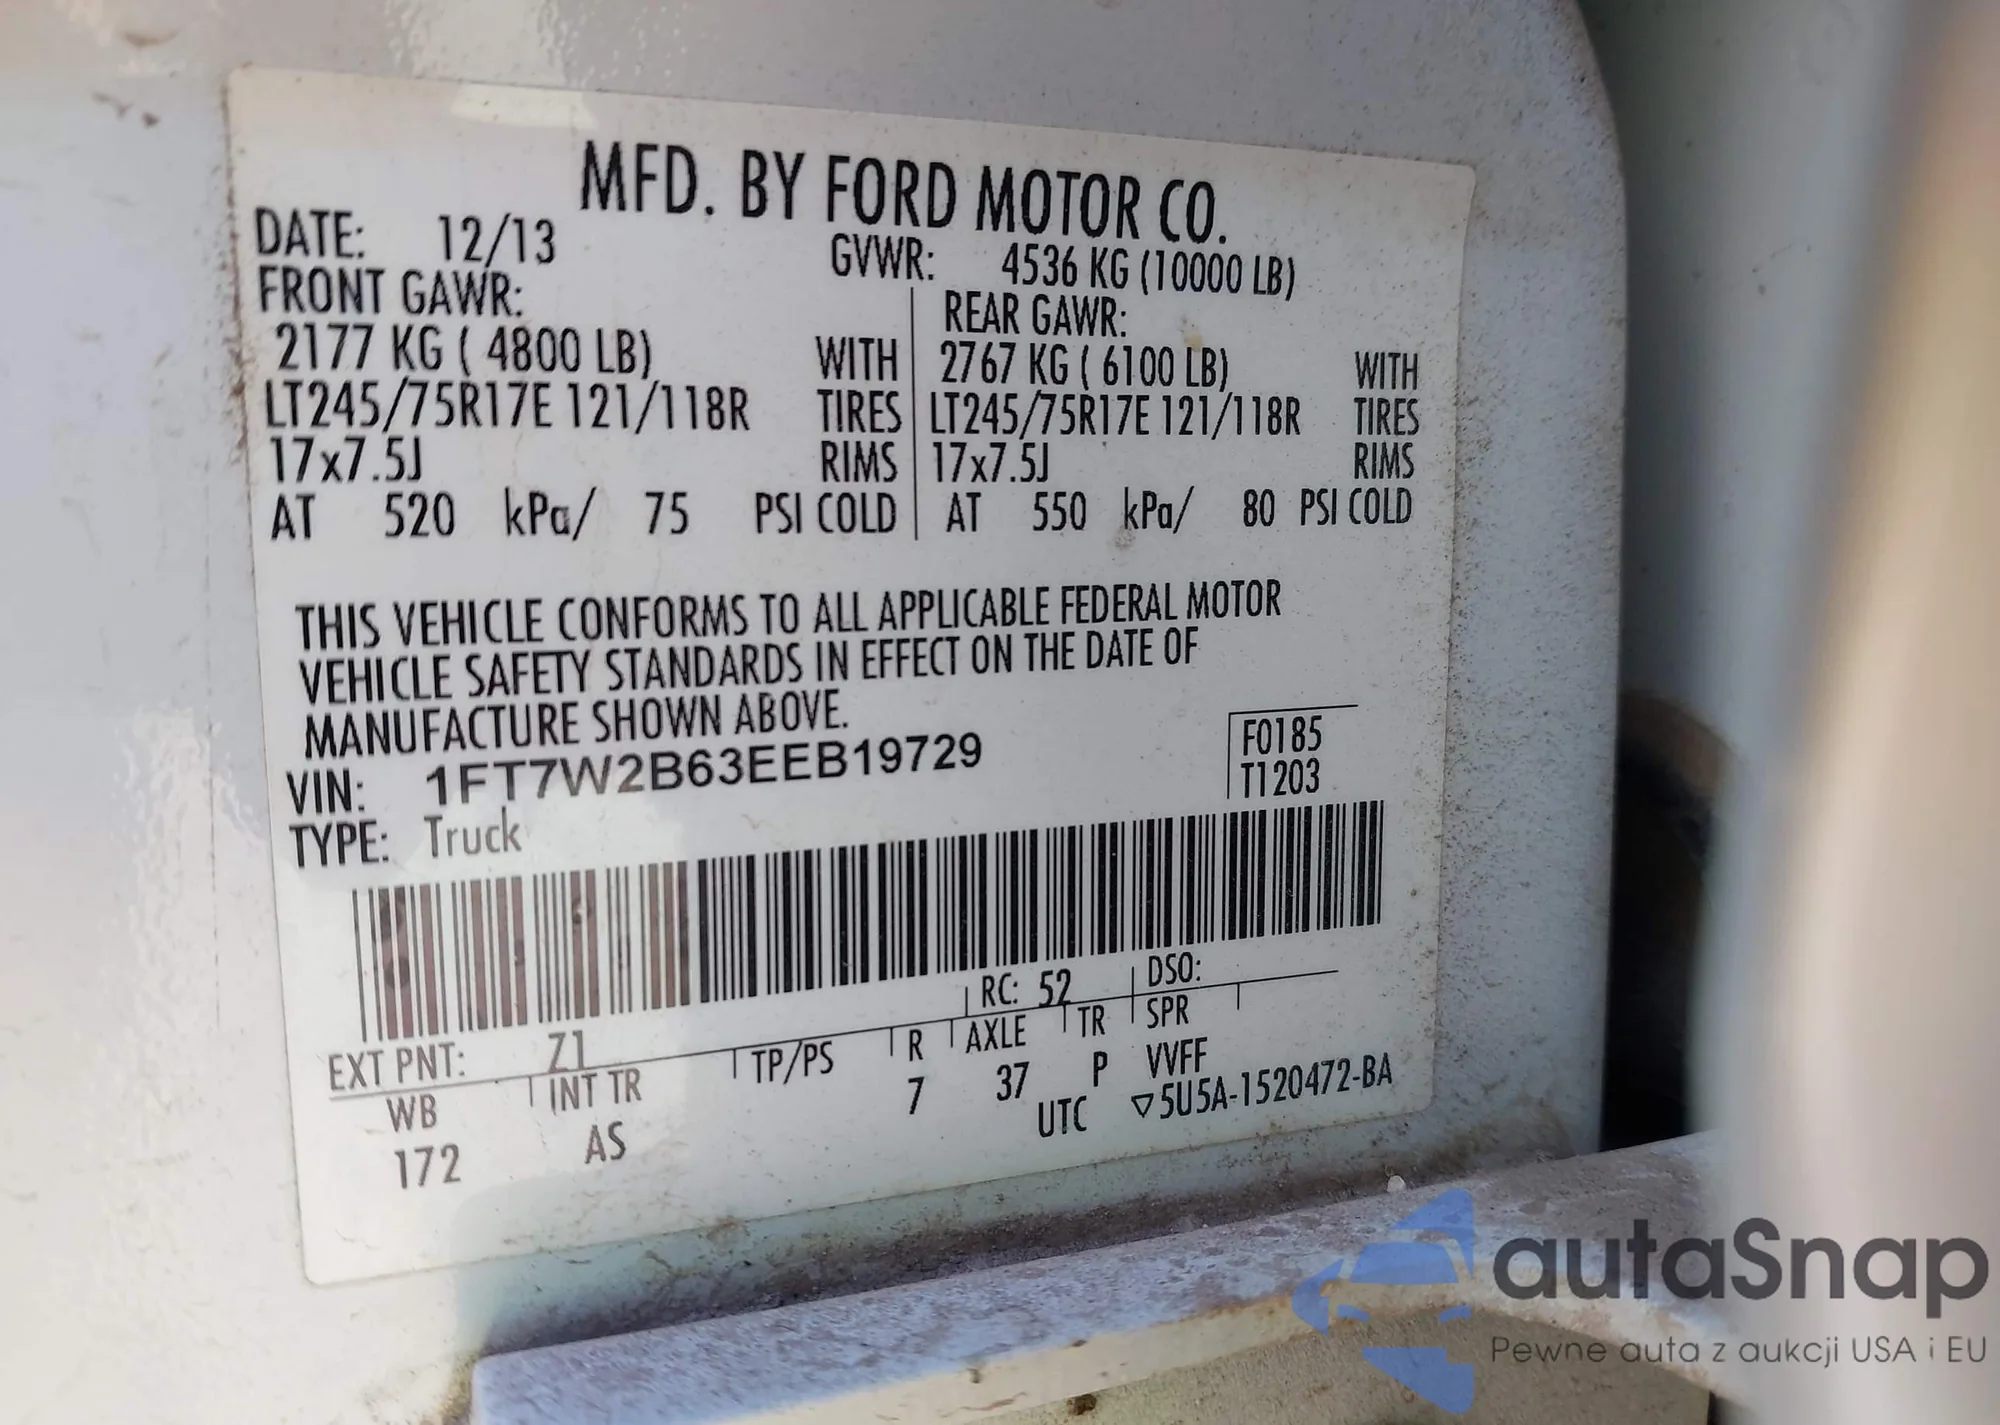 MFD. BY FORD MOTOR CO.
DATE: 12/13 GVWR: 4536 KG (10000 LB)
FRONT GAWR: REAR GAWR:
2177 KG ( 4800 LB) WITH 2767 KG ( 6100 LB) WITH
LT245/75R17E 121/118R TIRES LT245/75R17E 121/118R TIRES
17x7.5J RIMS 17x7.5J RIMS
AT 520 kPa/ 75 PSI COLD AT 550 kPa/ 80 PSI COLD
THIS VEHICLE CONFORMS TO ALL APPLICABLE FEDERAL MOTOR
VEHICLE SAFETY STANDARDS IN EFFECT ON THE DATE OF
MANUFACTURE SHOWN ABOVE.
VIN: 1FT7W2B63EEB19729 F0185
TYPE: Truck T1203
EXT PNT: Z1 RC: 52 DSO:
WB INT TR TP/PS R AXLE TR SPR
172 AS 7 37 P VVFF
UTC ▽5U5A-1520472-BA
autaSnap
Pewne auta z aukcji USA i EU